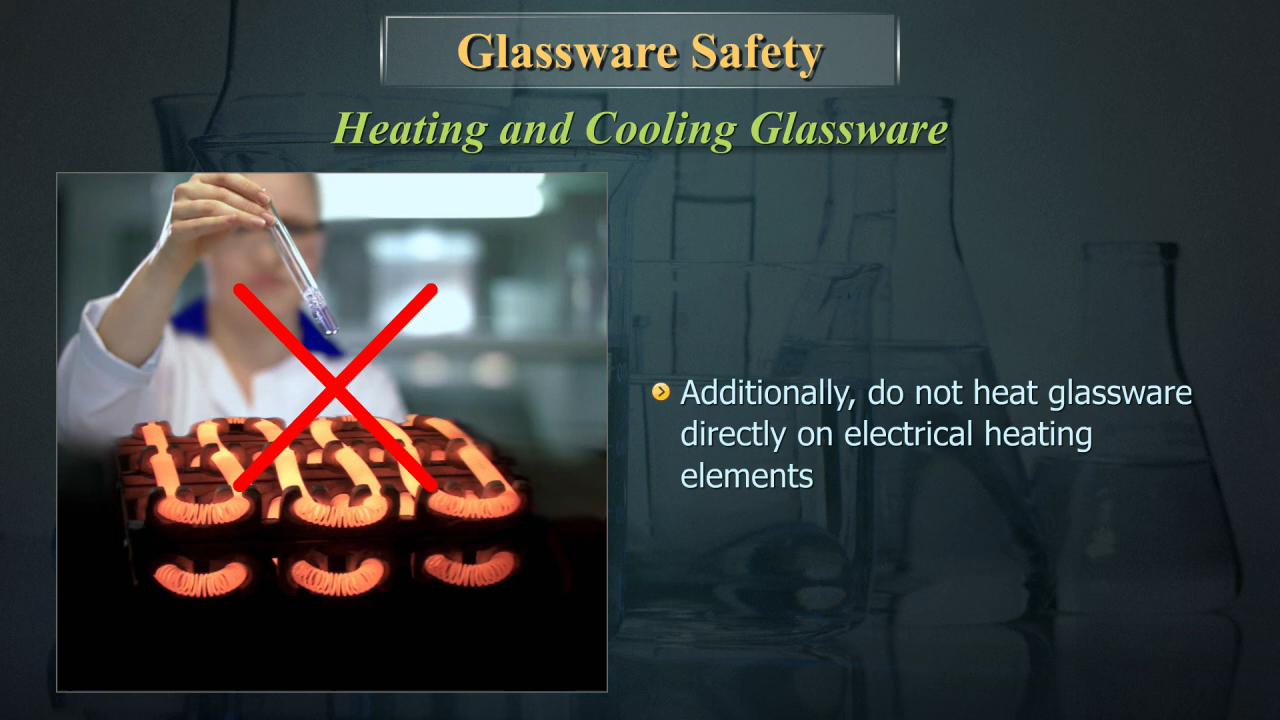 Glassware Safety
Heating and Cooling Glassware
Additionally, do not heat glassware
directly on electrical heating
elements